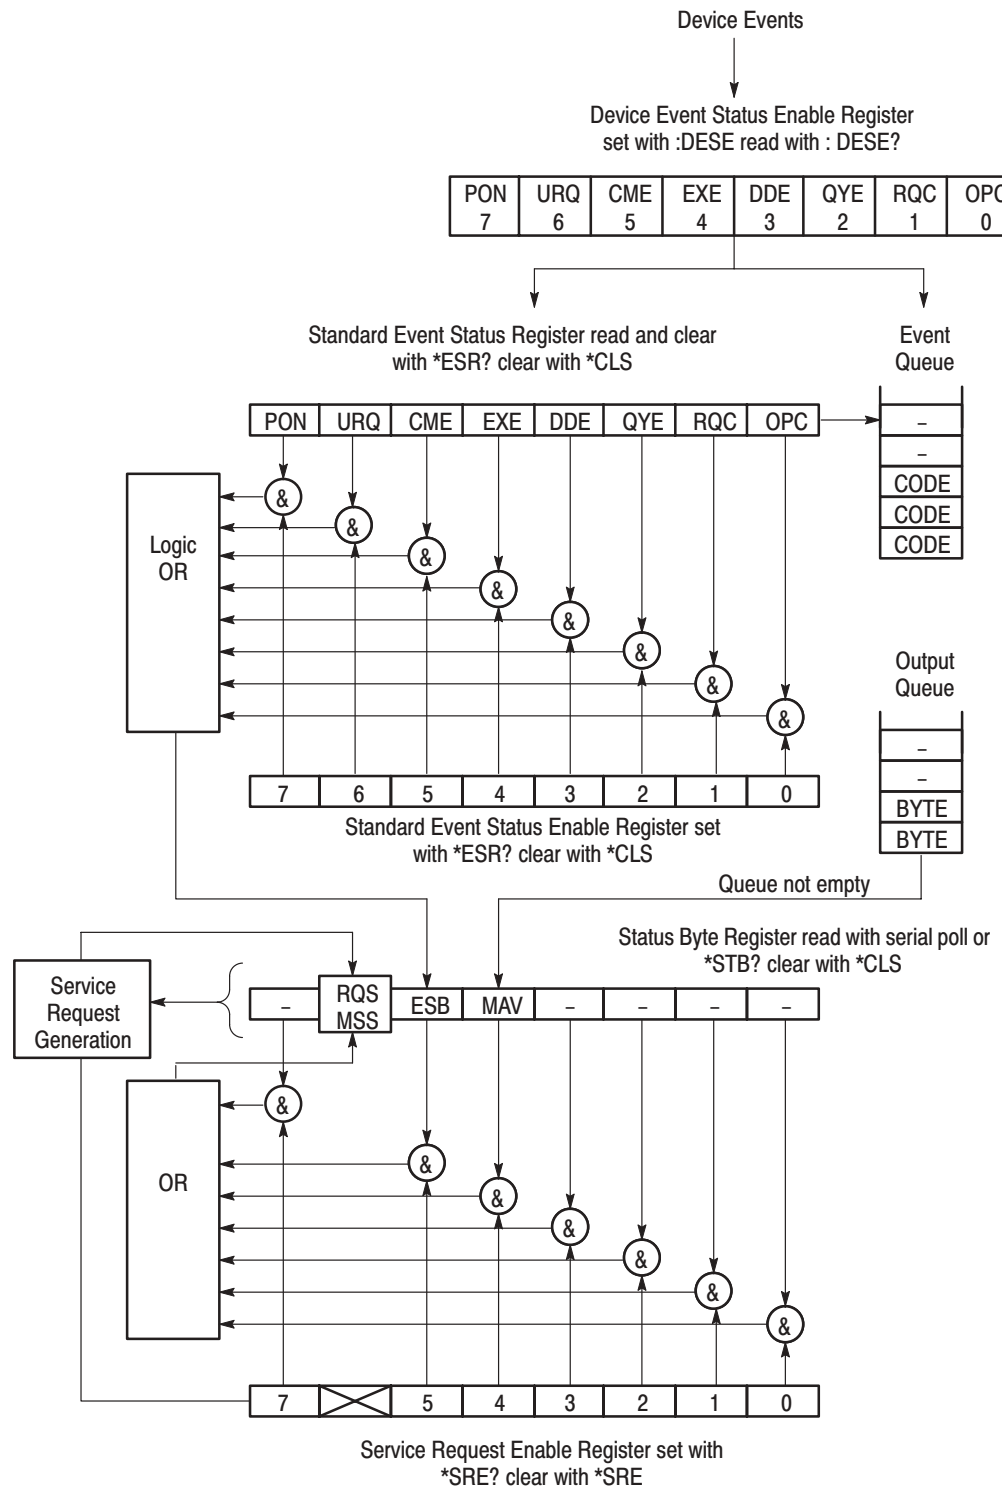 Device Events
Device Event Status Enable Register
set with :DESE read with : DESE?
PON URQ CME EXE DDE QYE RQC OPC
7 6 5 4 3 2 1 0
Standard Event Status Register read and clear
with *ESR? clear with *CLS
Event
Queue
PON URQ CME EXE DDE QYE RQC OPC
–
–
CODE
CODE
CODE
&
&
&
&
&
&
&
&
Logic
OR
Output
Queue
–
–
BYTE
BYTE
7 6 5 4 3 2 1 0
Standard Event Status Enable Register set
with *ESR? clear with *CLS
Queue not empty
Status Byte Register read with serial poll or
*STB? clear with *CLS
Service
Request
Generation
– RQS MSS ESB MAV – – – –
&
&
&
&
&
&
&
OR
7 5 4 3 2 1 0
Service Request Enable Register set with
*SRE? clear with *SRE